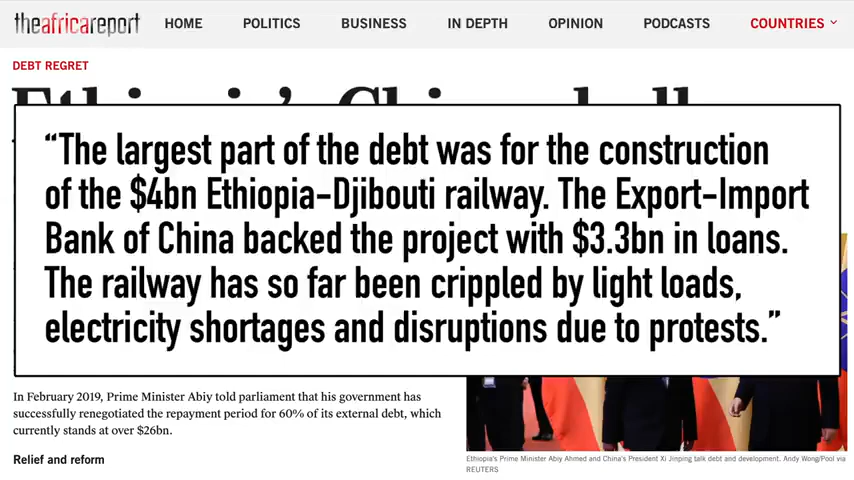 theafricareport HOME POLITICS BUSINESS IN DEPTH OPINION PODCASTS COUNTRIES
DEBT REGRET
“The largest part of the debt was for the construction
of the $4bn Ethiopia-Djibouti railway. The Export-Import
Bank of China backed the project with $3.3bn in loans.
The railway has so far been crippled by light loads,
electricity shortages and disruptions due to protests.”
In February 2019, Prime Minister Abiy told parliament that his government has
successfully renegotiated the repayment period for 60% of its external debt, which
currently stands at over $26bn.
Relief and reform
Ethiopia's Prime Minister Abiy Ahmed and China's President Xi Jinping talk debt and development. Andy Wong/Pool via
REUTERS